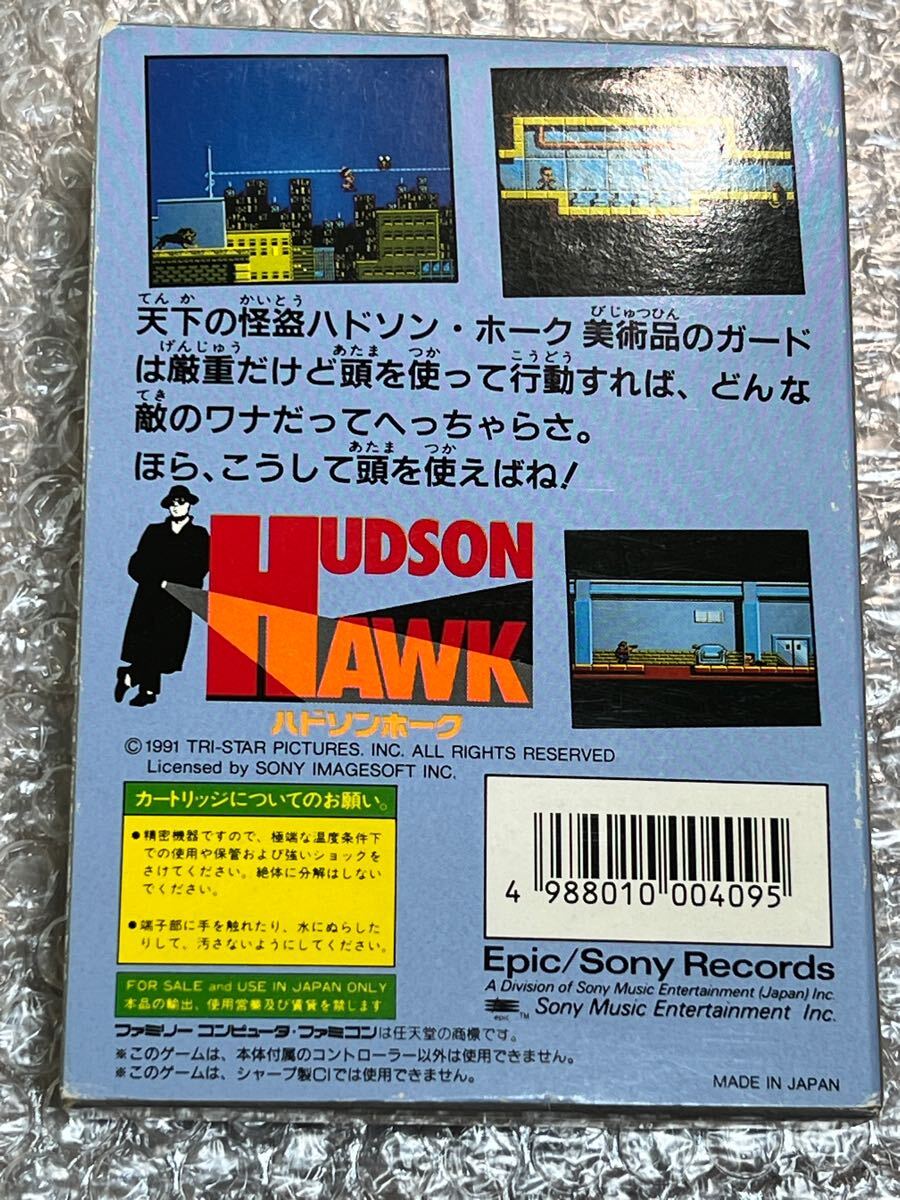 天下の怪盗ハドソン・ホーク 美術品のガード
てんか かいとう びじゅつひん
は厳重だけど頭を使って行動すれば、どんな
げんじゅう あたま つか こうどう
敵のワナだってへっちゃらさ。
てき
ほら、こうして頭を使えばね!
あたま つか
HUDSON
HAWK
ハドソンホーク
©1991 TRI-STAR PICTURES. INC. ALL RIGHTS RESERVED
Licensed by SONY IMAGESOFT INC.
カートリッジについてのお願い。
●精密機器ですので、極端な温度条件下
での使用や保管および強いショックを
さけてください。絶体に分解はしない
でください。
●端子部に手を触れたり、水にぬらした
りして、汚さないようにしてください。
FOR SALE and USE IN JAPAN ONLY
本品の輸出、使用営業及び賃貸を禁じます
ファミリー コンピュータ・ファミコンは任天堂の商標です。
※このゲームは、本体付属のコントローラー以外は使用できません。
※このゲームは、シャープ製C1では使用できません。
4 988010 004095
Epic/Sony Records
A Division of Sony Music Entertainment (Japan) Inc.
epic TM Sony Music Entertainment Inc.
MADE IN JAPAN